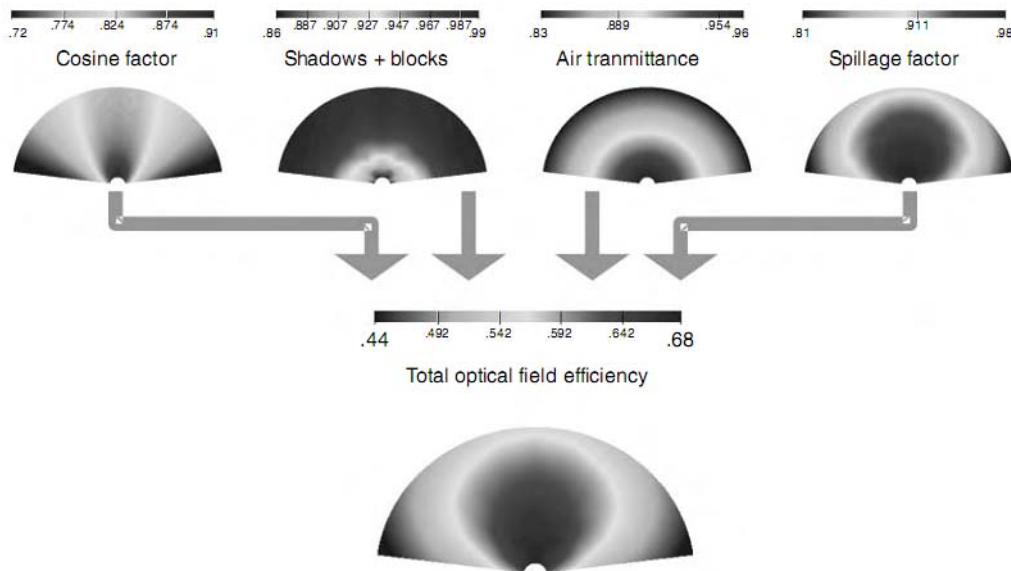 .72 .774 .824 .874 .91
Cosine factor
.86 .887 .907 .927 .947 .967 .987 .99
Shadows + blocks
.83 .889 .954 .96
Air tranmittance
.81 .911 .98
Spillage factor
.44 .492 .542 .592 .642 .68
Total optical field efficiency